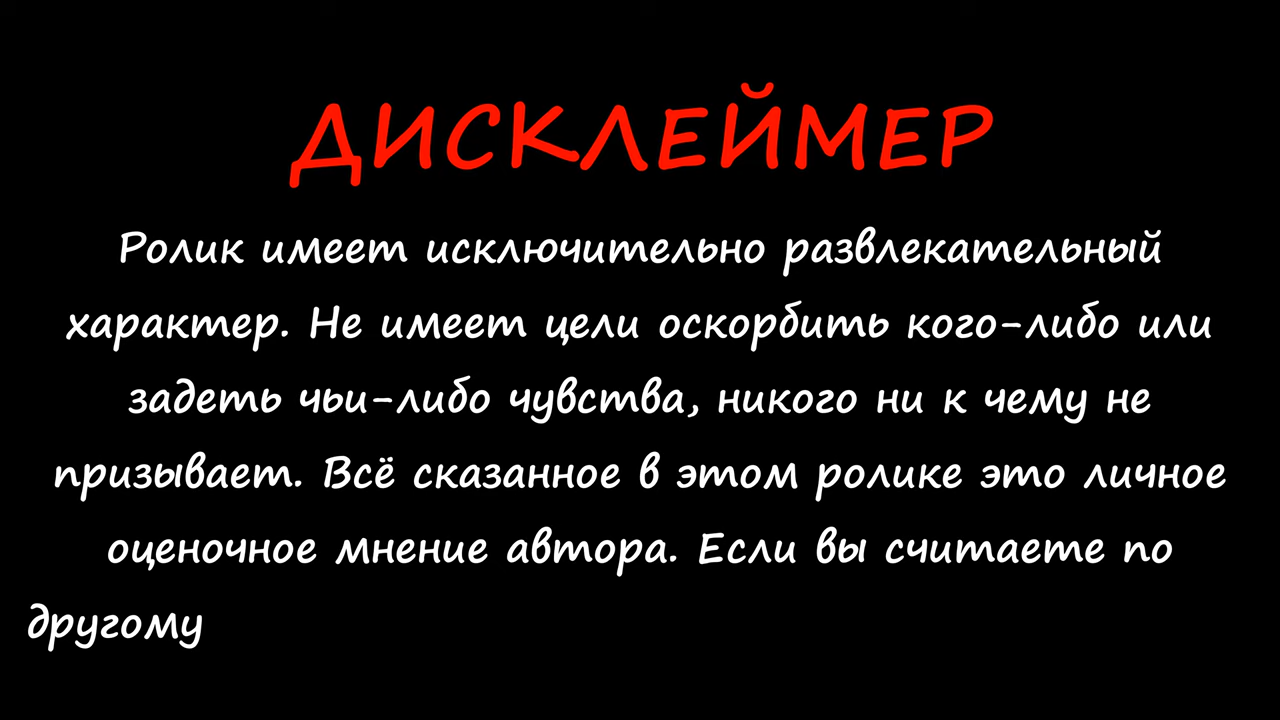 ДИСКЛЕЙМЕР
Ролик имеет исключительно развлекательный
характер. Не имеет цели оскорбить кого-либо или
задеть чьи-либо чувства, никого ни к чему не
призывает. Всё сказанное в этом ролике это личное
оценочное мнение автора. Если вы считаете по
другому